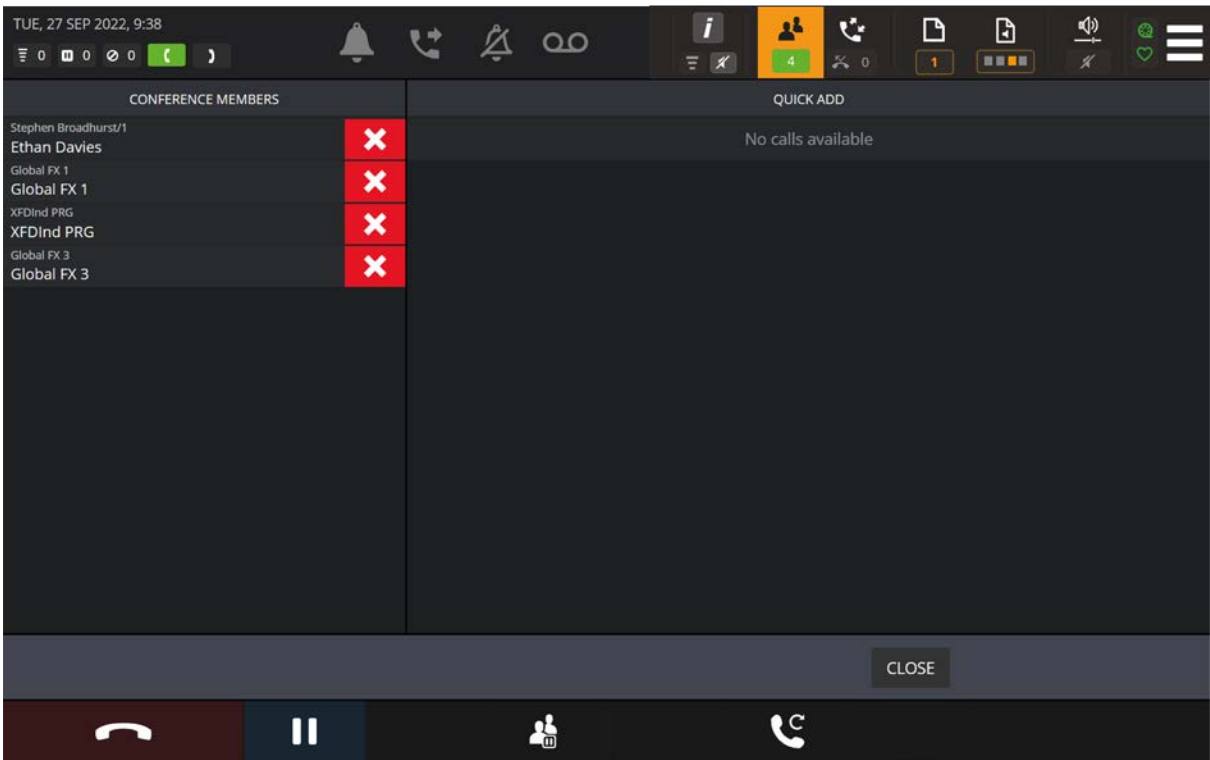 TUE, 27 SEP 2022, 9:38
0 0 0
i
4
0
1
CONFERENCE MEMBERS
QUICK ADD
Stephen Broadhurst/1
Ethan Davies
No calls available
Global FX 1
Global FX 1
XFDInd PRG
XFDInd PRG
Global FX 3
Global FX 3
CLOSE